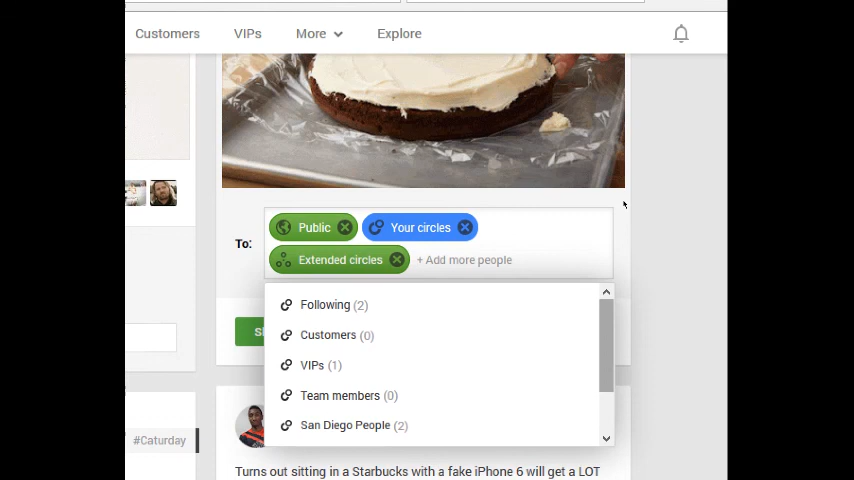 Customers VIPs More Explore
To: Public Your circles
Extended circles + Add more people
Following (2)
Customers (0)
VIPs (1)
Team members (0)
San Diego People (2)
#Caturday
Turns out sitting in a Starbucks with a fake iPhone 6 will get a LOT